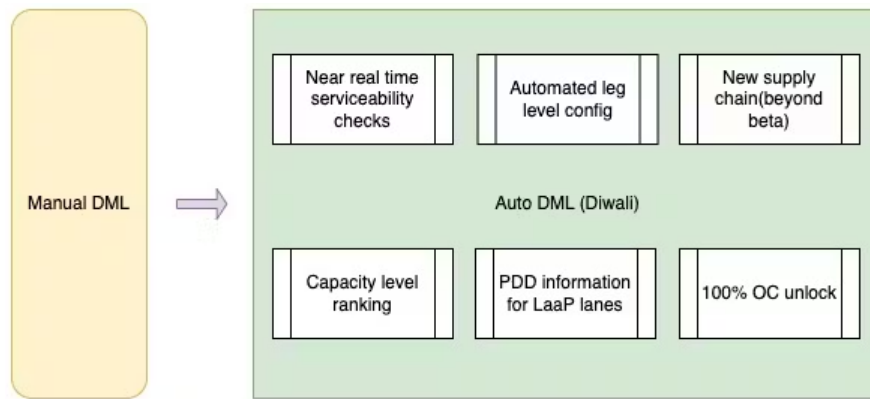 Manual DML
Near real time
serviceability
checks
Automated leg
level config
New supply
chain(beyond
beta)
Auto DML (Diwali)
Capacity level
ranking
PDD information
for LaaP lanes
100% OC unlock